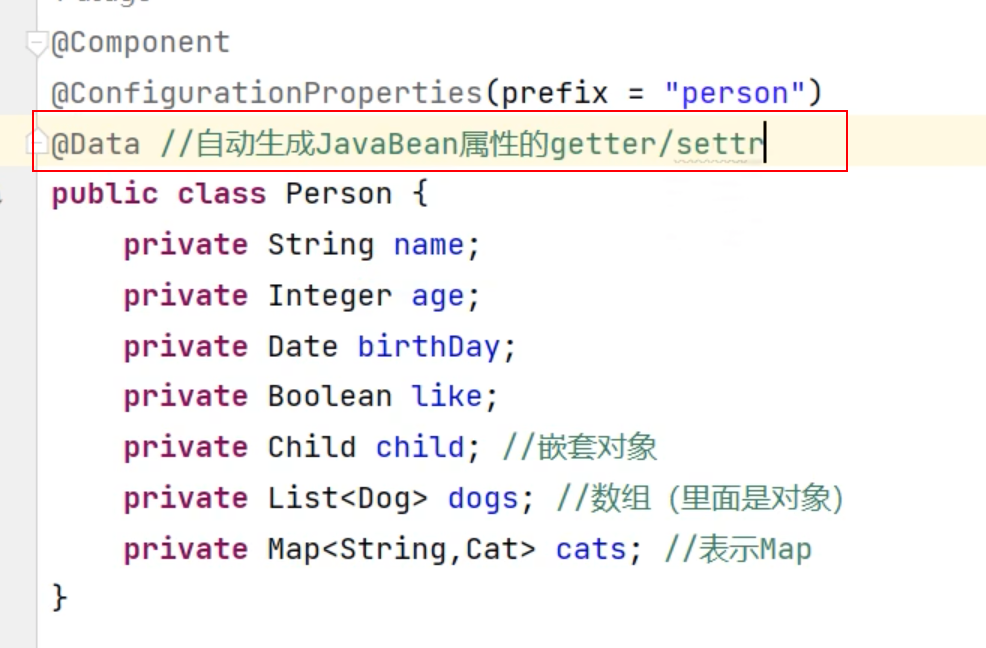 @Component
@ConfigurationProperties(prefix = "person")
@Data //自动生成JavaBean属性的getter/settr
public class Person {
private String name;
private Integer age;
private Date birthDay;
private Boolean like;
private Child child; //嵌套对象
private List<Dog> dogs; //数组（里面是对象）
private Map<String,Cat> cats; //表示Map
}